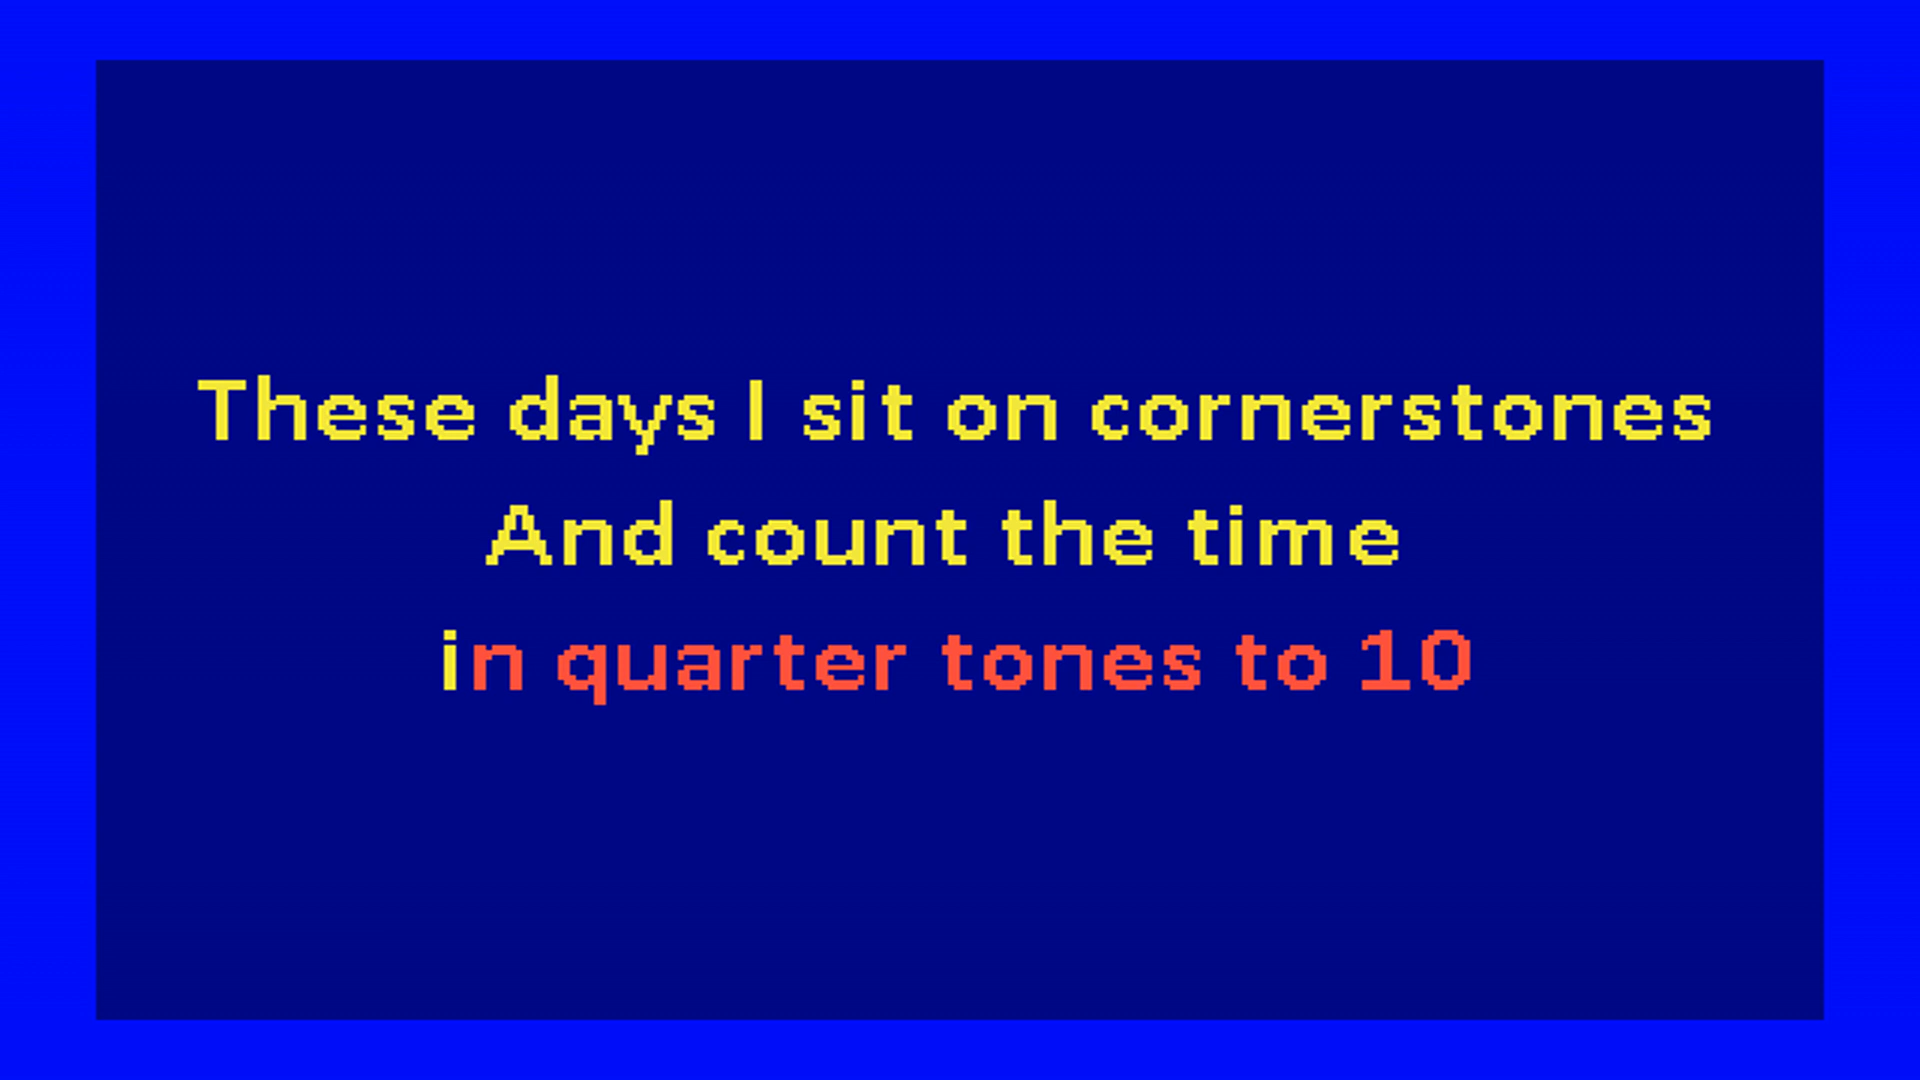 These days I sit on cornerstones
And count the time
in quarter tones to 10